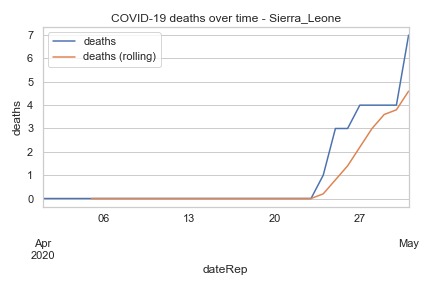 COVID-19 deaths over time - Sierra_Leone
7
6
5
4
3
2
1
0
deaths
deaths
deaths (rolling)
06
13
20
27
Apr
2020
May
dateRep